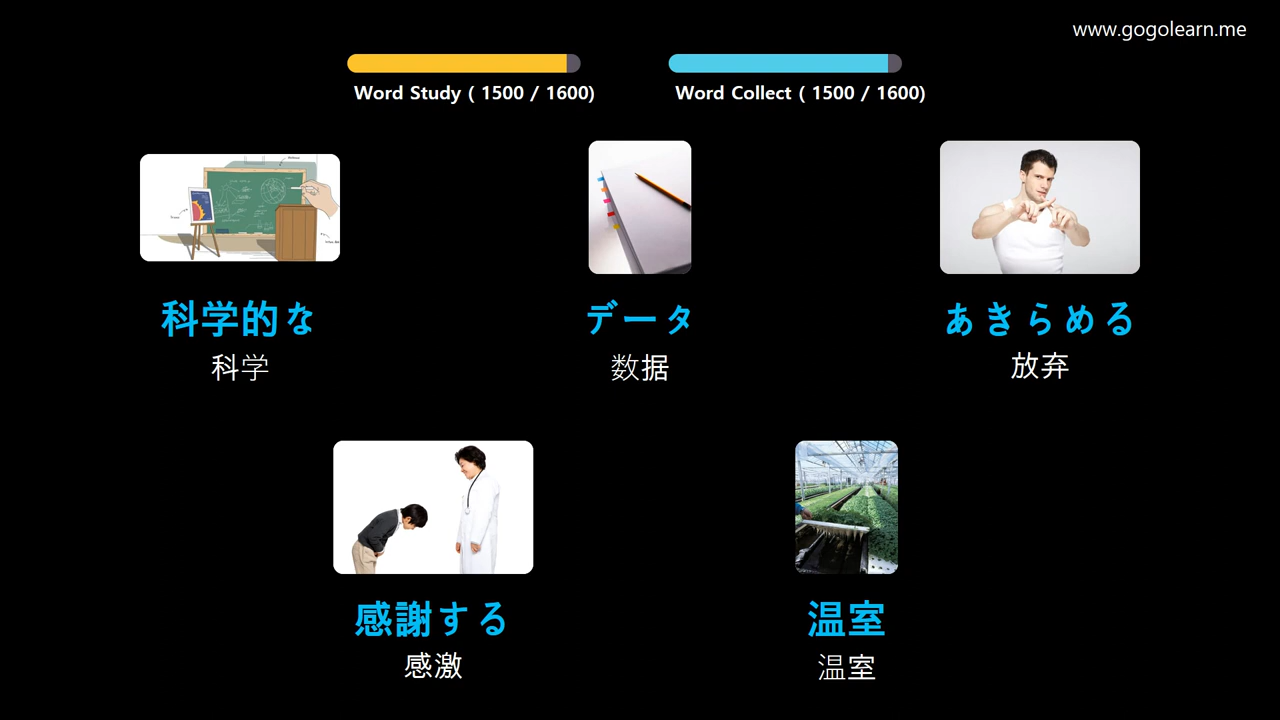 www.gogolearn.me
Word Study ( 1500 / 1600)
Word Collect ( 1500 / 1600)
科学的な
科学
データ
数据
あきらめる
放弃
感謝する
感激
温室
温室